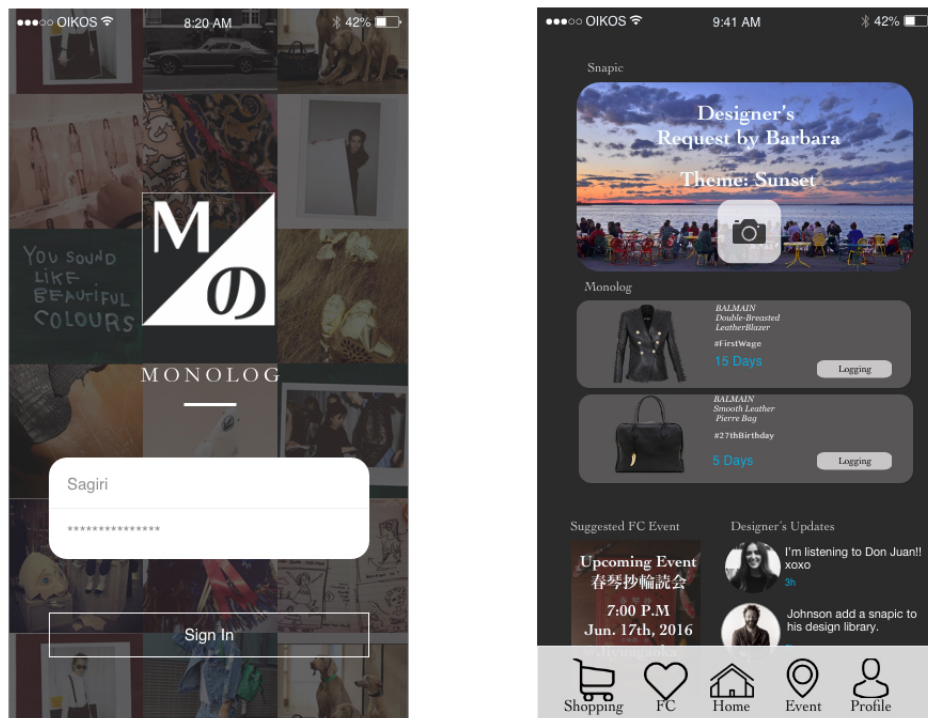 ●●●○○ OIKOS
8:20 AM
42%
YOU SOUND
LIKE
BEAUTIFUL
COLOURS
M
の
MONOLOG
Sagiri
***************
Sign In
●●●○○ OIKOS
9:41 AM
42%
Snapic
Designer's
Request by Barbara
Theme: Sunset
Monolog
BALMAIN
Double-Breasted
LeatherBlazer
#FirstWage
15 Days
Logging
BALMAIN
Smooth Leather
Pierre Bag
#27thBirthday
5 Days
Logging
Suggested FC Event
Upcoming Event
春琴抄輪読会
7:00 P.M
Jun. 17th, 2016
Designer's Updates
I'm listening to Don Juan!!
xoxo
3h
Johnson add a snapic to
his design library.
Shopping
FC
Home
Event
Profile